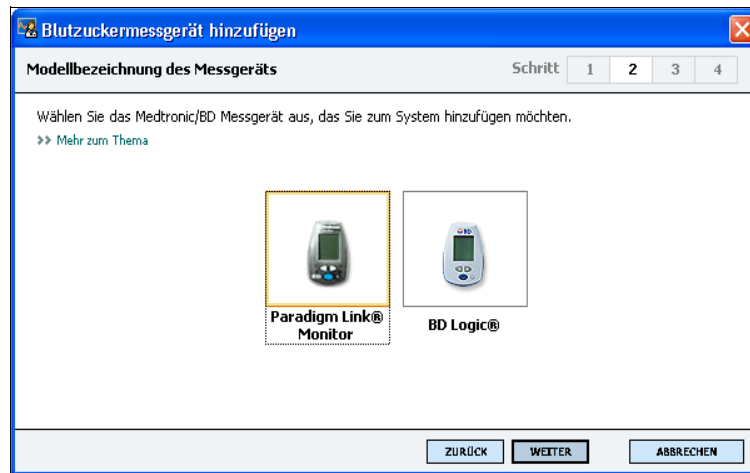 Blutzuckermessgerät hinzufügen
Modellbezeichnung des Messgeräts
Schritt 1 2 3 4
Wählen Sie das Medtronic/BD Messgerät aus, das Sie zum System hinzufügen möchten.
>> Mehr zum Thema
BD
Paradigm Link®
Monitor
BD Logic®
ZURÜCK WEITER ABBRECHEN